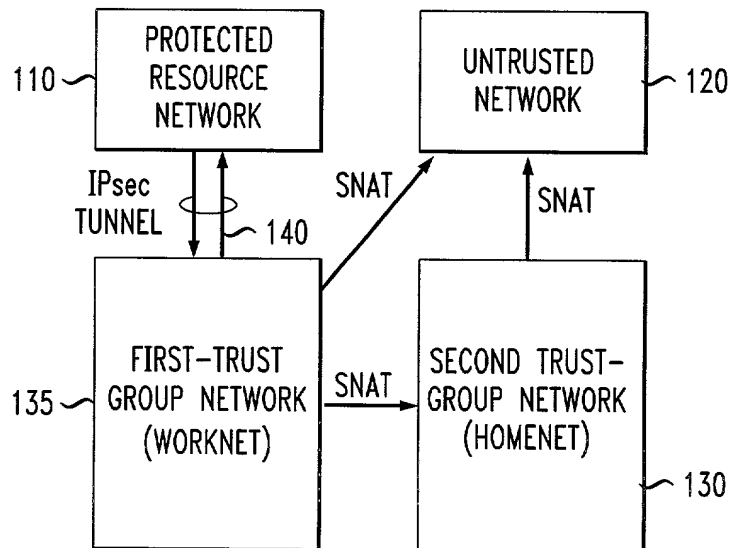 PROTECTED
RESOURCE
NETWORK
110
UNTRUSTED
NETWORK
120
IPsec
TUNNEL
140
SNAT
SNAT
FIRST-TRUST
GROUP NETWORK
(WORKNET)
135
SNAT
SECOND TRUST-
GROUP NETWORK
(HOMENET)
130